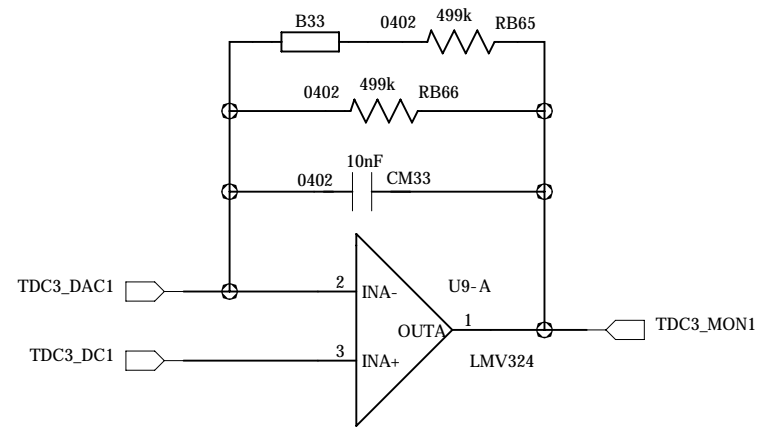 B33 0402 499k RB65
0402 499k RB66
0402 10nF CM33
TDC3_DAC1 2 INA- U9-A
OUTA 1 TDC3_MON1
TDC3_DC1 3 INA+ LMV324